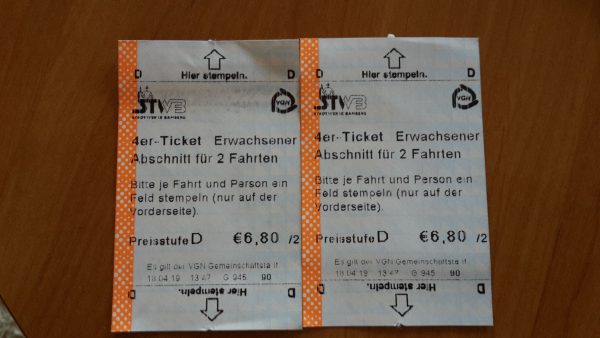 D Hier stempeln. D
STWB VGN
STADTWERKE BAMBERG
4er-Ticket Erwachsener
Abschnitt für 2 Fahrten
Bitte je Fahrt und Person ein
Feld stempeln (nur auf der
Vorderseite).
Preisstufe D €6,80 /2
Es gilt der VGN Gemeinschaftstarif
18.04.19 13:47 G 945 90
D Hier stempeln. D
D Hier stempeln. D
STWB VGN
STADTWERKE BAMBERG
4er-Ticket Erwachsener
Abschnitt für 2 Fahrten
Bitte je Fahrt und Person ein
Feld stempeln (nur auf der
Vorderseite).
Preisstufe D €6,80 /2
Es gilt der VGN Gemeinschaftstarif
18.04.19 13:47 G 945 90
D Hier stempeln. D